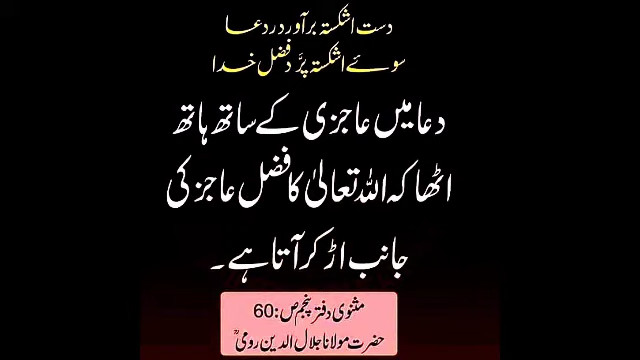 دست اشکستہ برآور در دعا
سوئے اشکستہ پرَّد فضل خدا
دعا میں عاجزی کے ساتھ ہاتھ
اٹھا کہ اللہ تعالیٰ کا فضل عاجز کی
جانب اڑ کر آتا ہے۔
مثنوی دفتر پنجم ص:60
حضرت مولانا جلال الدین رومیؒ